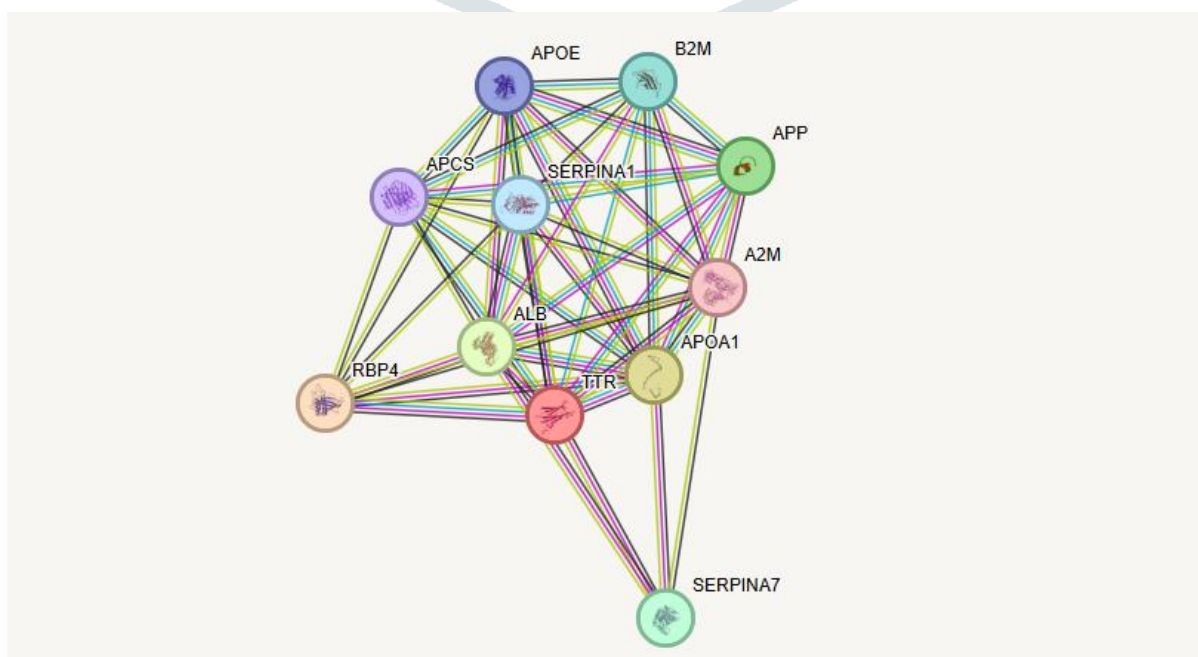 APOE
B2M
APP
APCS
SERPINA1
A2M
ALB
APOA1
RBP4
TTR
SERPINA7